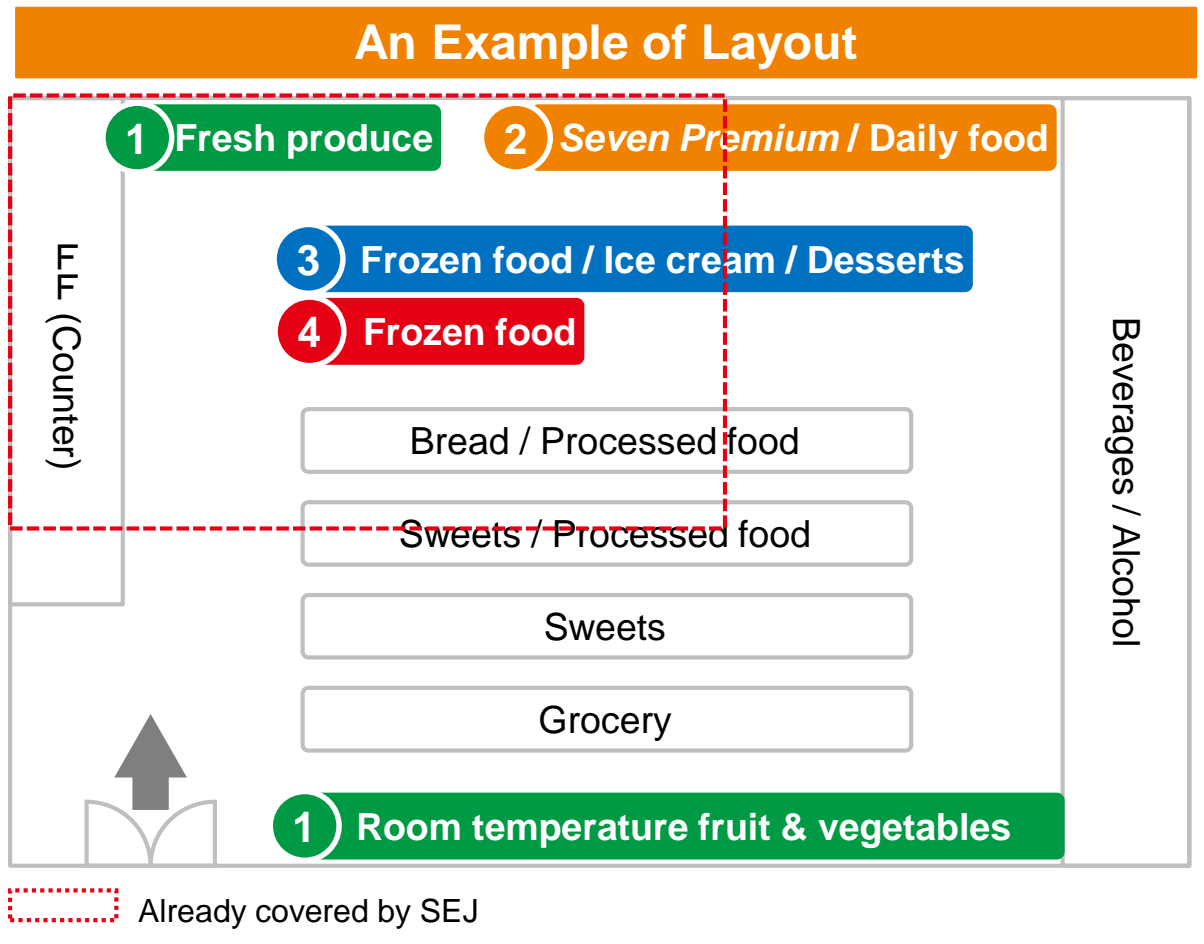 An Example of Layout
1 Fresh produce
2 Seven Premium / Daily food
3 Frozen food / Ice cream / Desserts
4 Frozen food
FF (Counter)
Bread / Processed food
Sweets / Processed food
Sweets
Grocery
Beverages / Alcohol
1 Room temperature fruit & vegetables
Already covered by SEJ